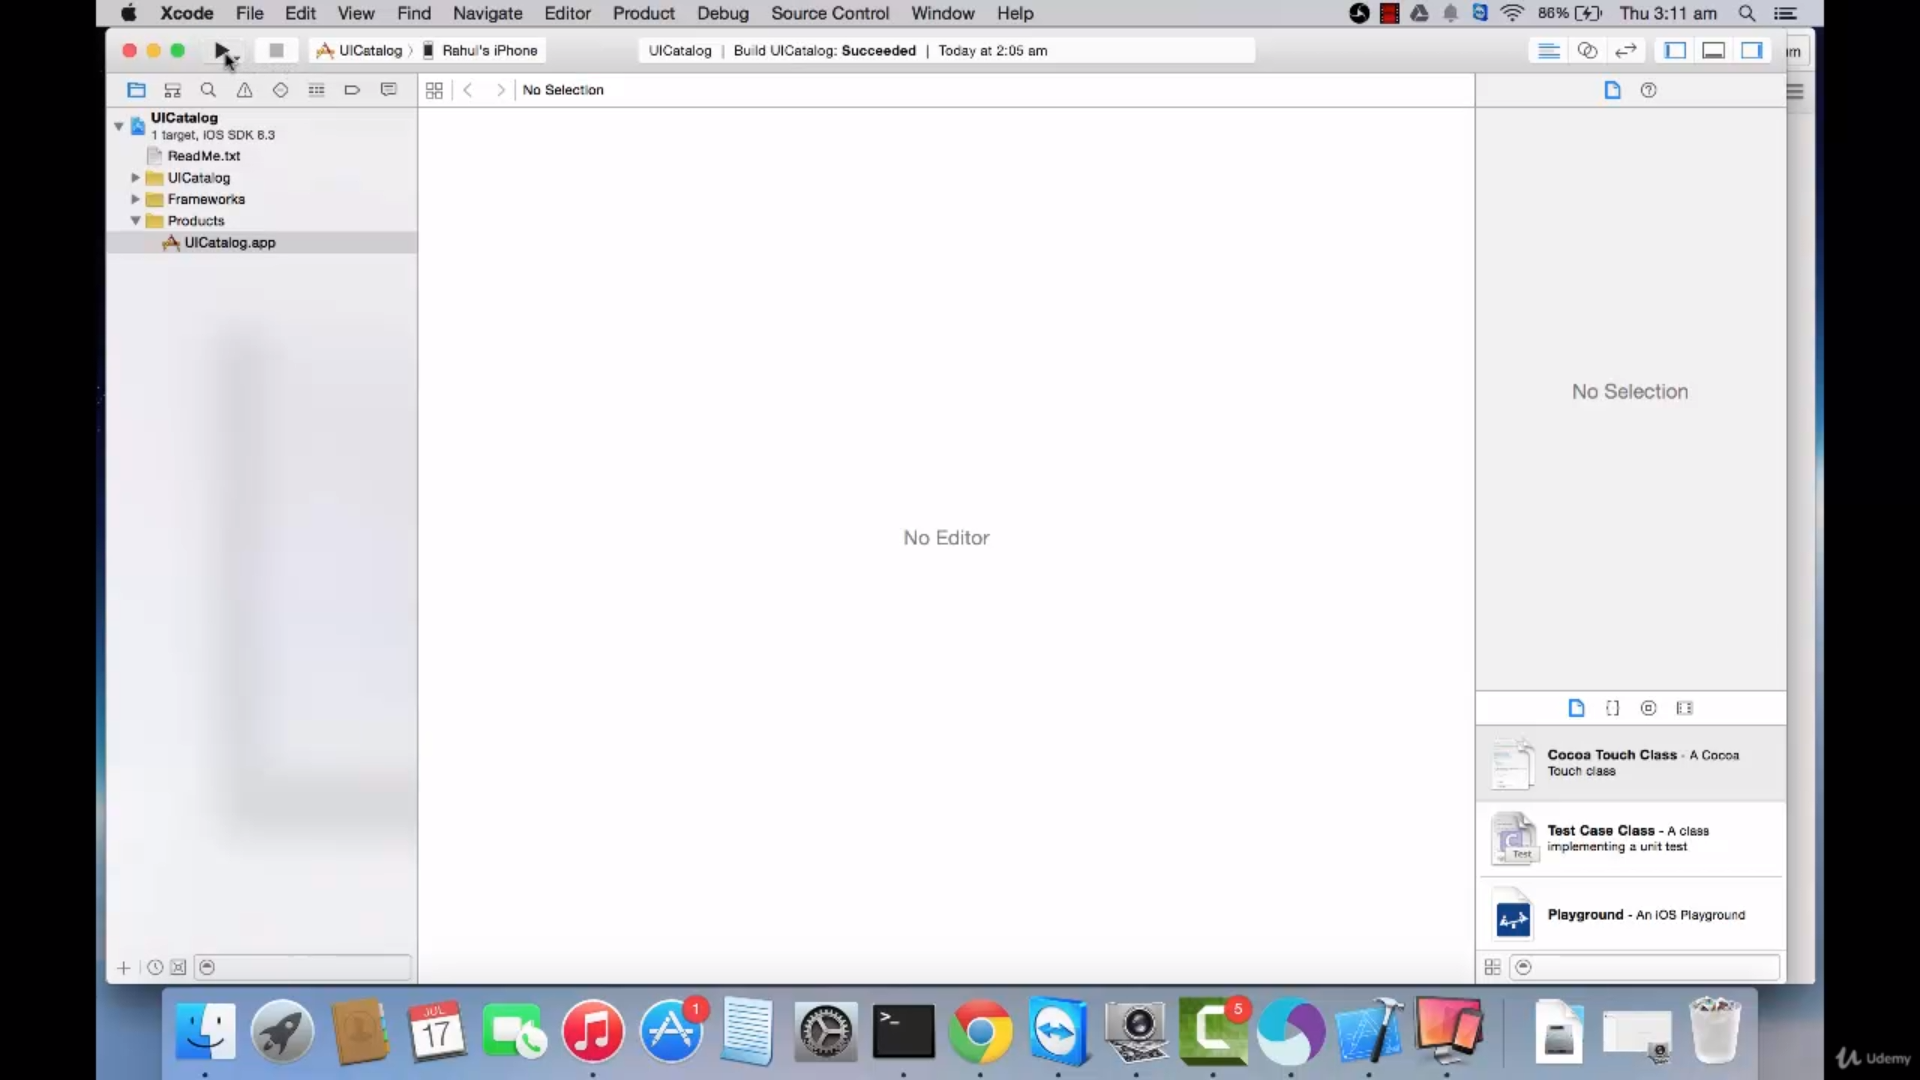 Xcode File Edit View Find Navigate Editor Product Debug Source Control Window Help 86% Thu 3:11 am
UICatalog Rahul's iPhone UICatalog | Build UICatalog: Succeeded | Today at 2:05 am
No Selection
UICatalog
1 target, iOS SDK 8.3
ReadMe.txt
UICatalog
Frameworks
Products
UICatalog.app
No Selection
No Editor
Cocoa Touch Class - A Cocoa
Touch class
Test Case Class - A class
implementing a unit test
Test
Playground - An iOS Playground
JUL
17
1
>_
5
Udemy